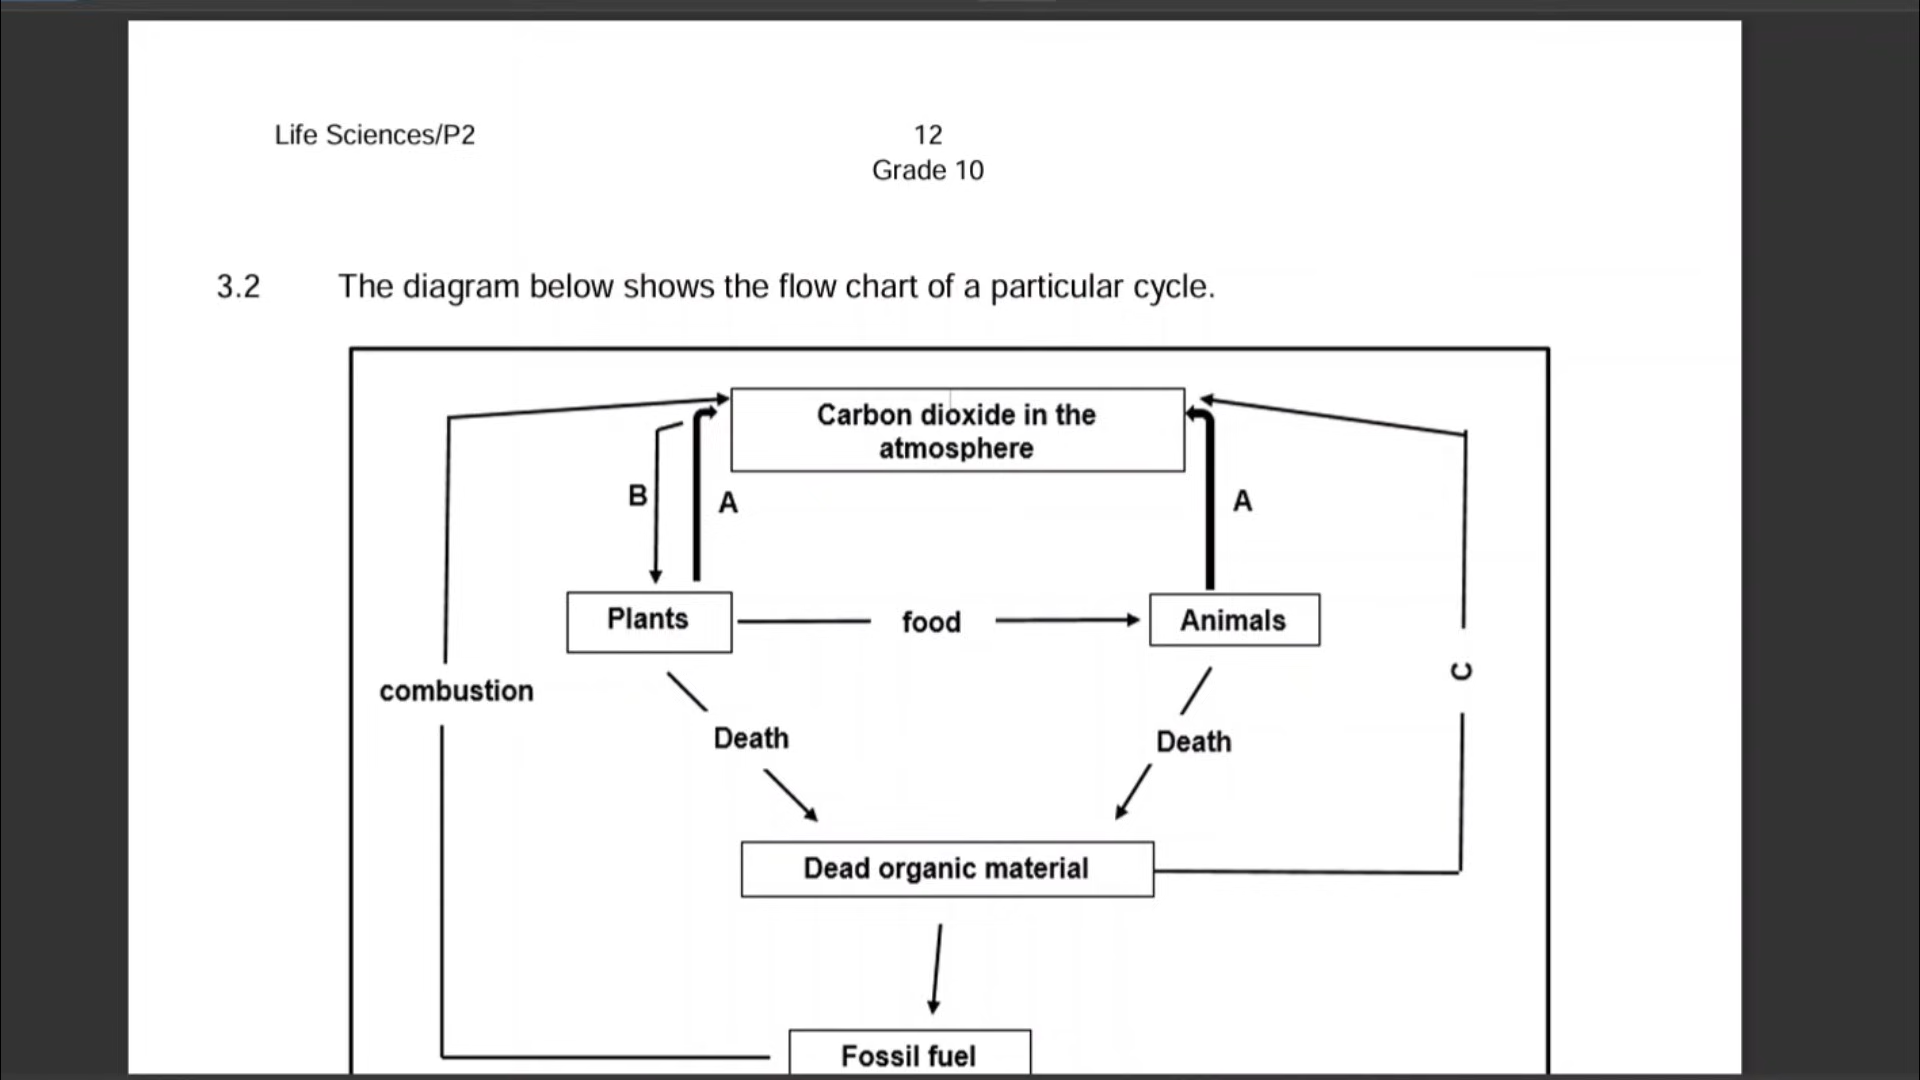 Life Sciences/P2
12
Grade 10
3.2 The diagram below shows the flow chart of a particular cycle.
Carbon dioxide in the
atmosphere
B
A
A
Plants
food
Animals
C
combustion
Death
Death
Dead organic material
Fossil fuel